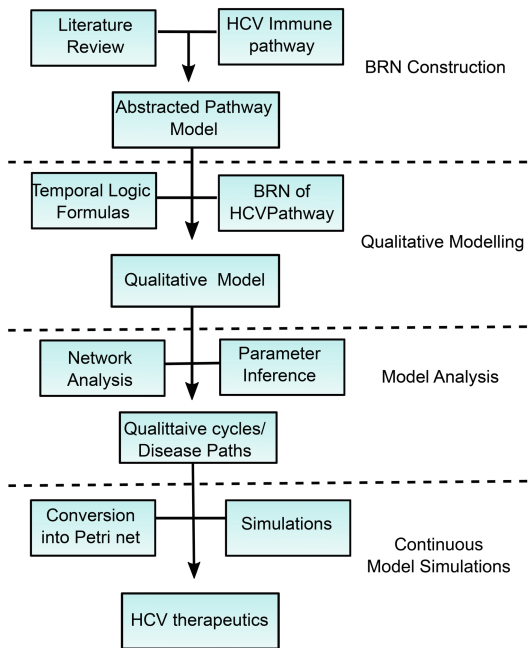 Literature
Review
HCV Immune
pathway
BRN Construction
Abstracted Pathway
Model
Temporal Logic
Formulas
BRN of
HCVPathway
Qualitative Modelling
Qualitative Model
Network
Analysis
Parameter
Inference
Model Analysis
Qualittaive cycles/
Disease Paths
Conversion
into Petri net
Simulations
Continuous
Model Simulations
HCV therapeutics